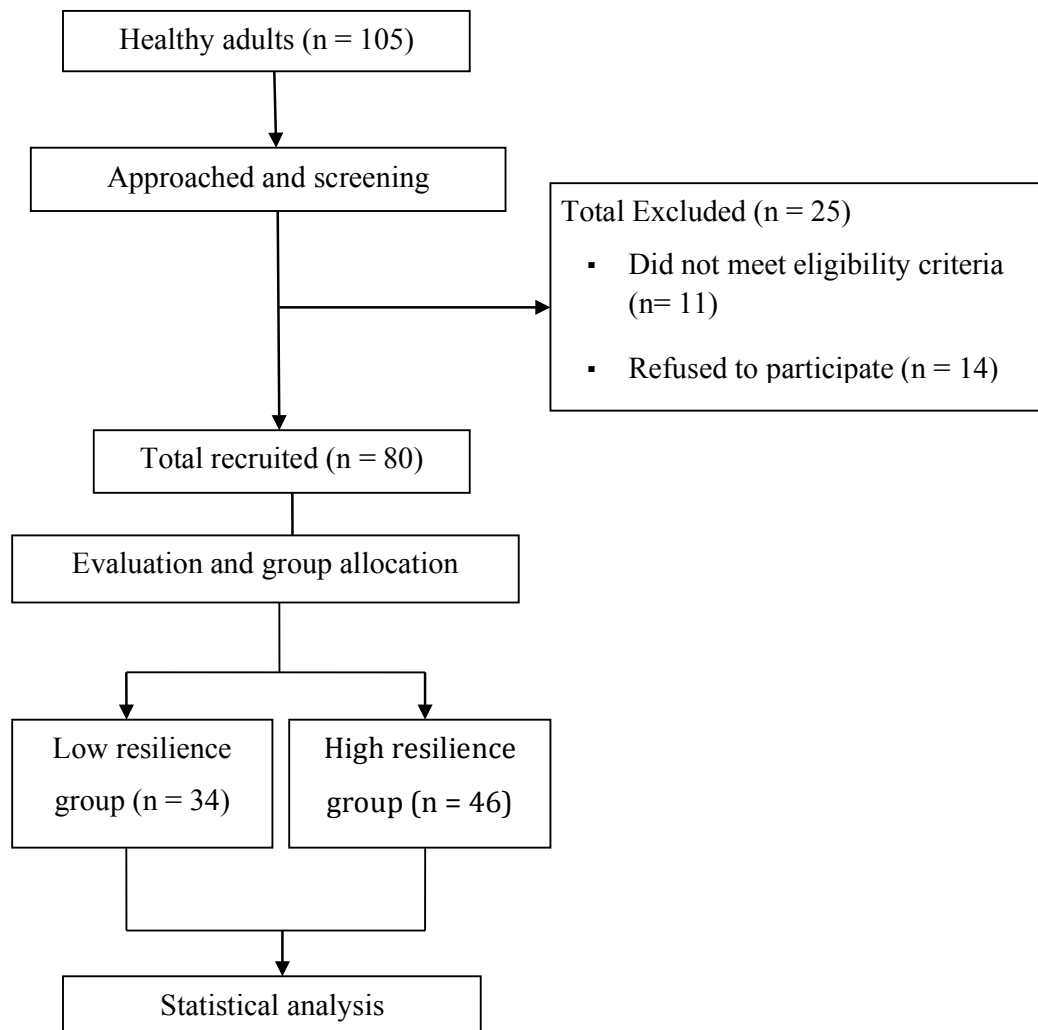 Healthy adults (n = 105)
Approached and screening
Total Excluded (n = 25)
▪ Did not meet eligibility criteria
(n= 11)
▪ Refused to participate (n = 14)
Total recruited (n = 80)
Evaluation and group allocation
Low resilience
group (n = 34)
High resilience
group (n = 46)
Statistical analysis